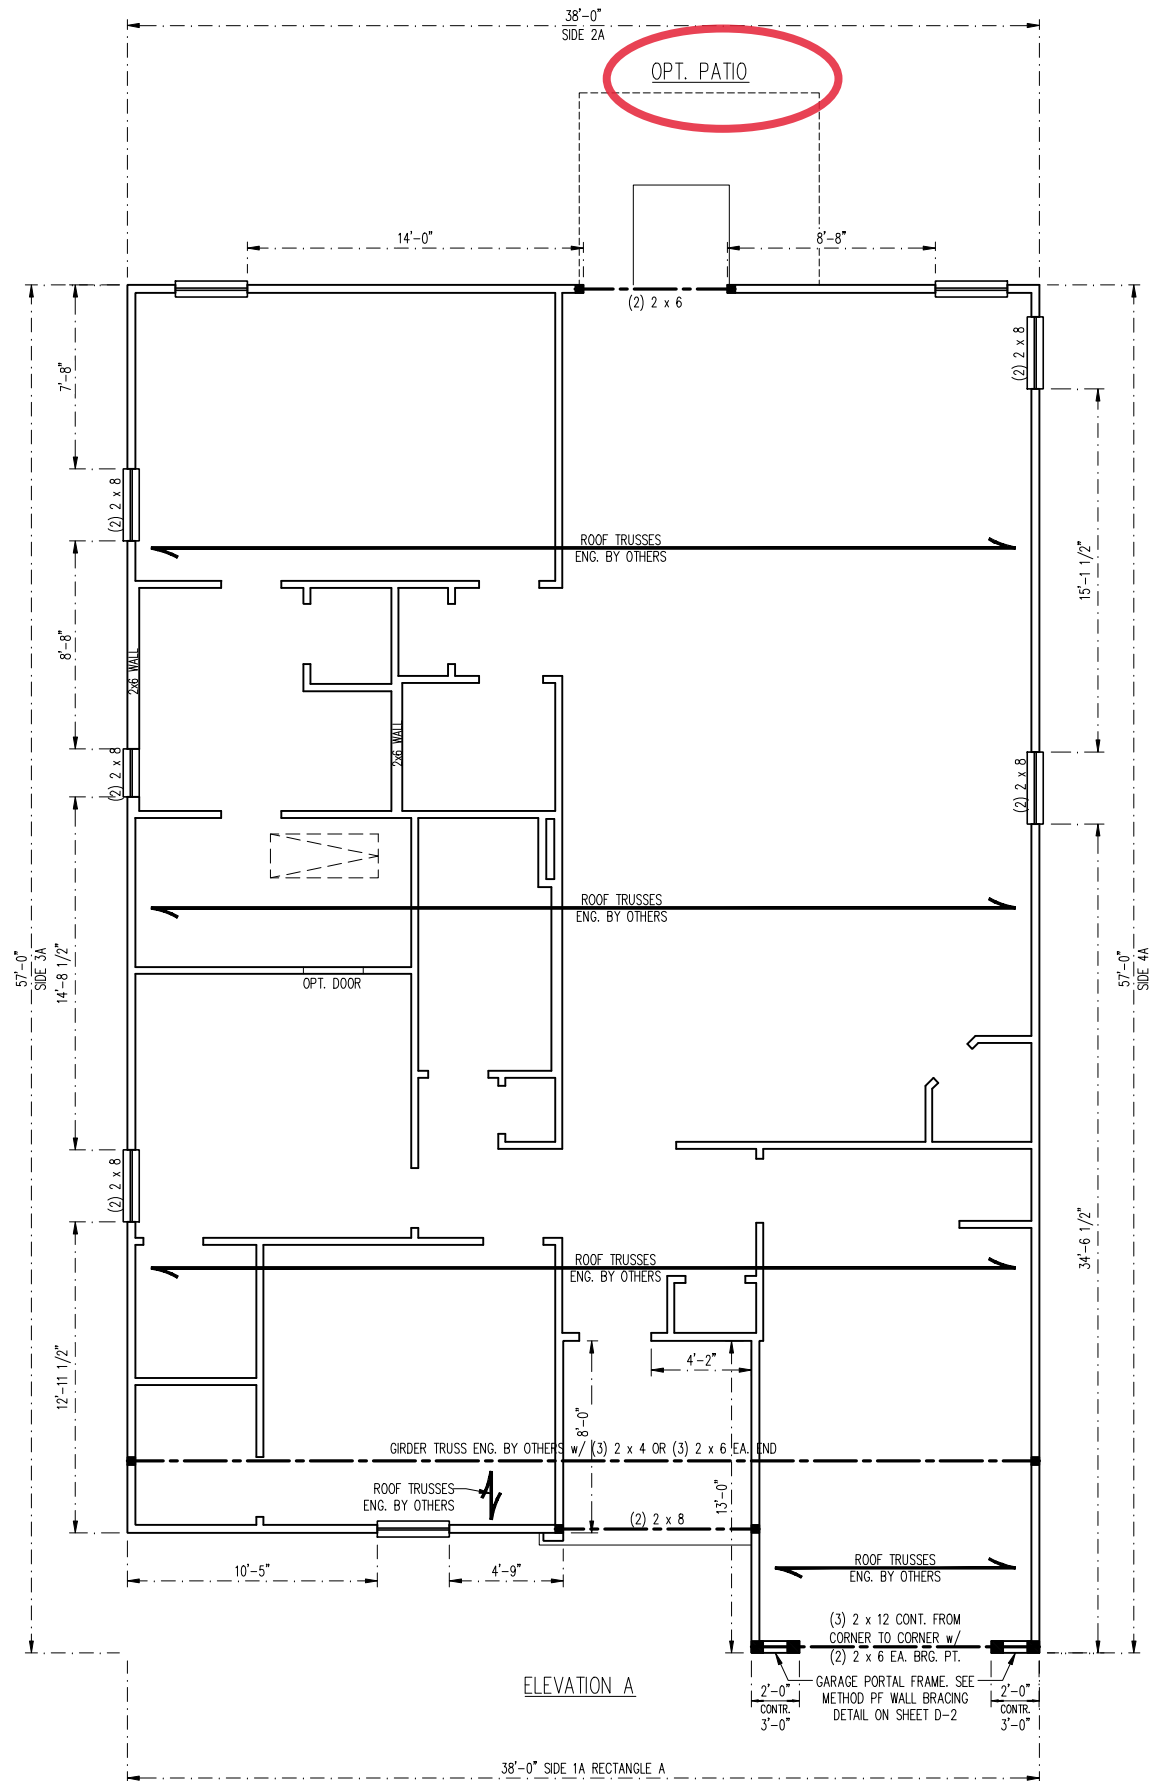 38'-0"
SIDE 2A
OPT. PATIO
14'-0"
8'-8"
(2) 2 x 6
7'-8"
(2) 2 x 8
(2) 2 x 8
ROOF TRUSSES
ENG. BY OTHERS
15'-1 1/2"
8'-8"
2x6 WALL
2x6 WALL
(2) 2 x 8
(2) 2 x 8
ROOF TRUSSES
ENG. BY OTHERS
57'-0"
SIDE 3A
14'-8 1/2"
OPT. DOOR
57'-0"
SIDE 4A
(2) 2 x 8
34'-6 1/2"
ROOF TRUSSES
ENG. BY OTHERS
12'-11 1/2"
4'-2"
8'-0"
13'-0"
GIRDER TRUSS ENG. BY OTHERS w/ (3) 2 x 4 OR (3) 2 x 6 EA. END
ROOF TRUSSES
ENG. BY OTHERS
(2) 2 x 8
10'-5"
4'-9"
ROOF TRUSSES
ENG. BY OTHERS
(3) 2 x 12 CONT. FROM
CORNER TO CORNER w/
(2) 2 x 6 EA. BRG. PT.
GARAGE PORTAL FRAME. SEE
METHOD PF WALL BRACING
DETAIL ON SHEET D-2
2'-0"
CONTR.
3'-0"
2'-0"
CONTR.
3'-0"
ELEVATION A
38'-0" SIDE 1A RECTANGLE A